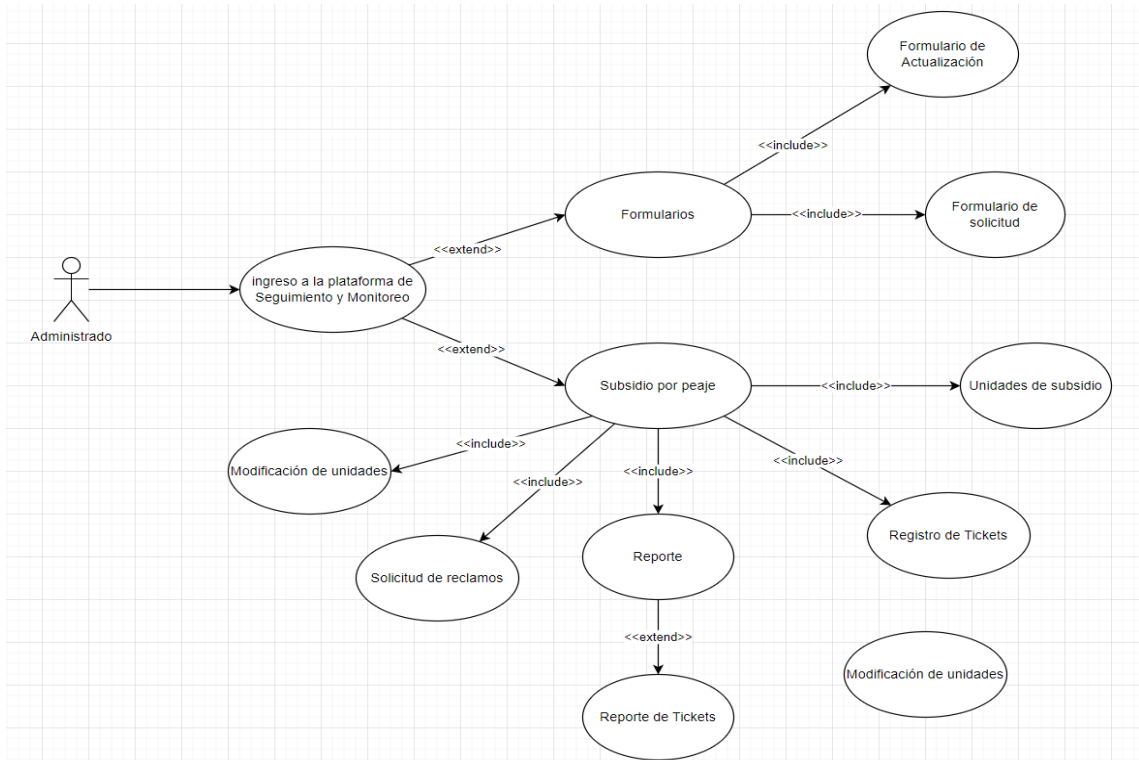 Formulario de
Actualización
<<include>>
Formularios
<<include>>
Formulario de
solicitud
<<extend>>
ingreso a la plataforma de
Seguimiento y Monitoreo
Administrado
<<extend>>
Subsidio por peaje
<<include>>
Unidades de subsidio
<<include>>
Modificación de unidades
<<include>>
<<include>>
<<include>>
Registro de Tickets
Reporte
Solicitud de reclamos
<<extend>>
Modificación de unidades
Reporte de Tickets